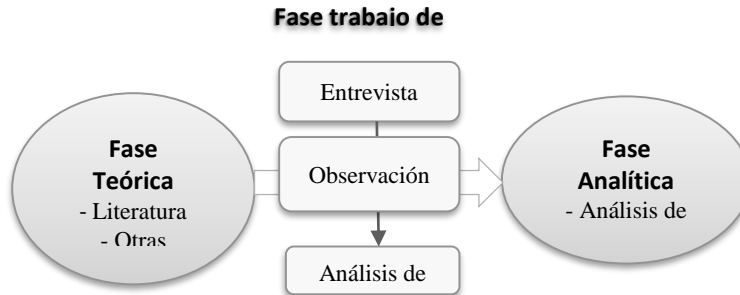 Fase trabaio de
Entrevista
Fase
Teórica
- Literatura
- Otras
Observación
Análisis de
Fase
Analítica
- Análisis de